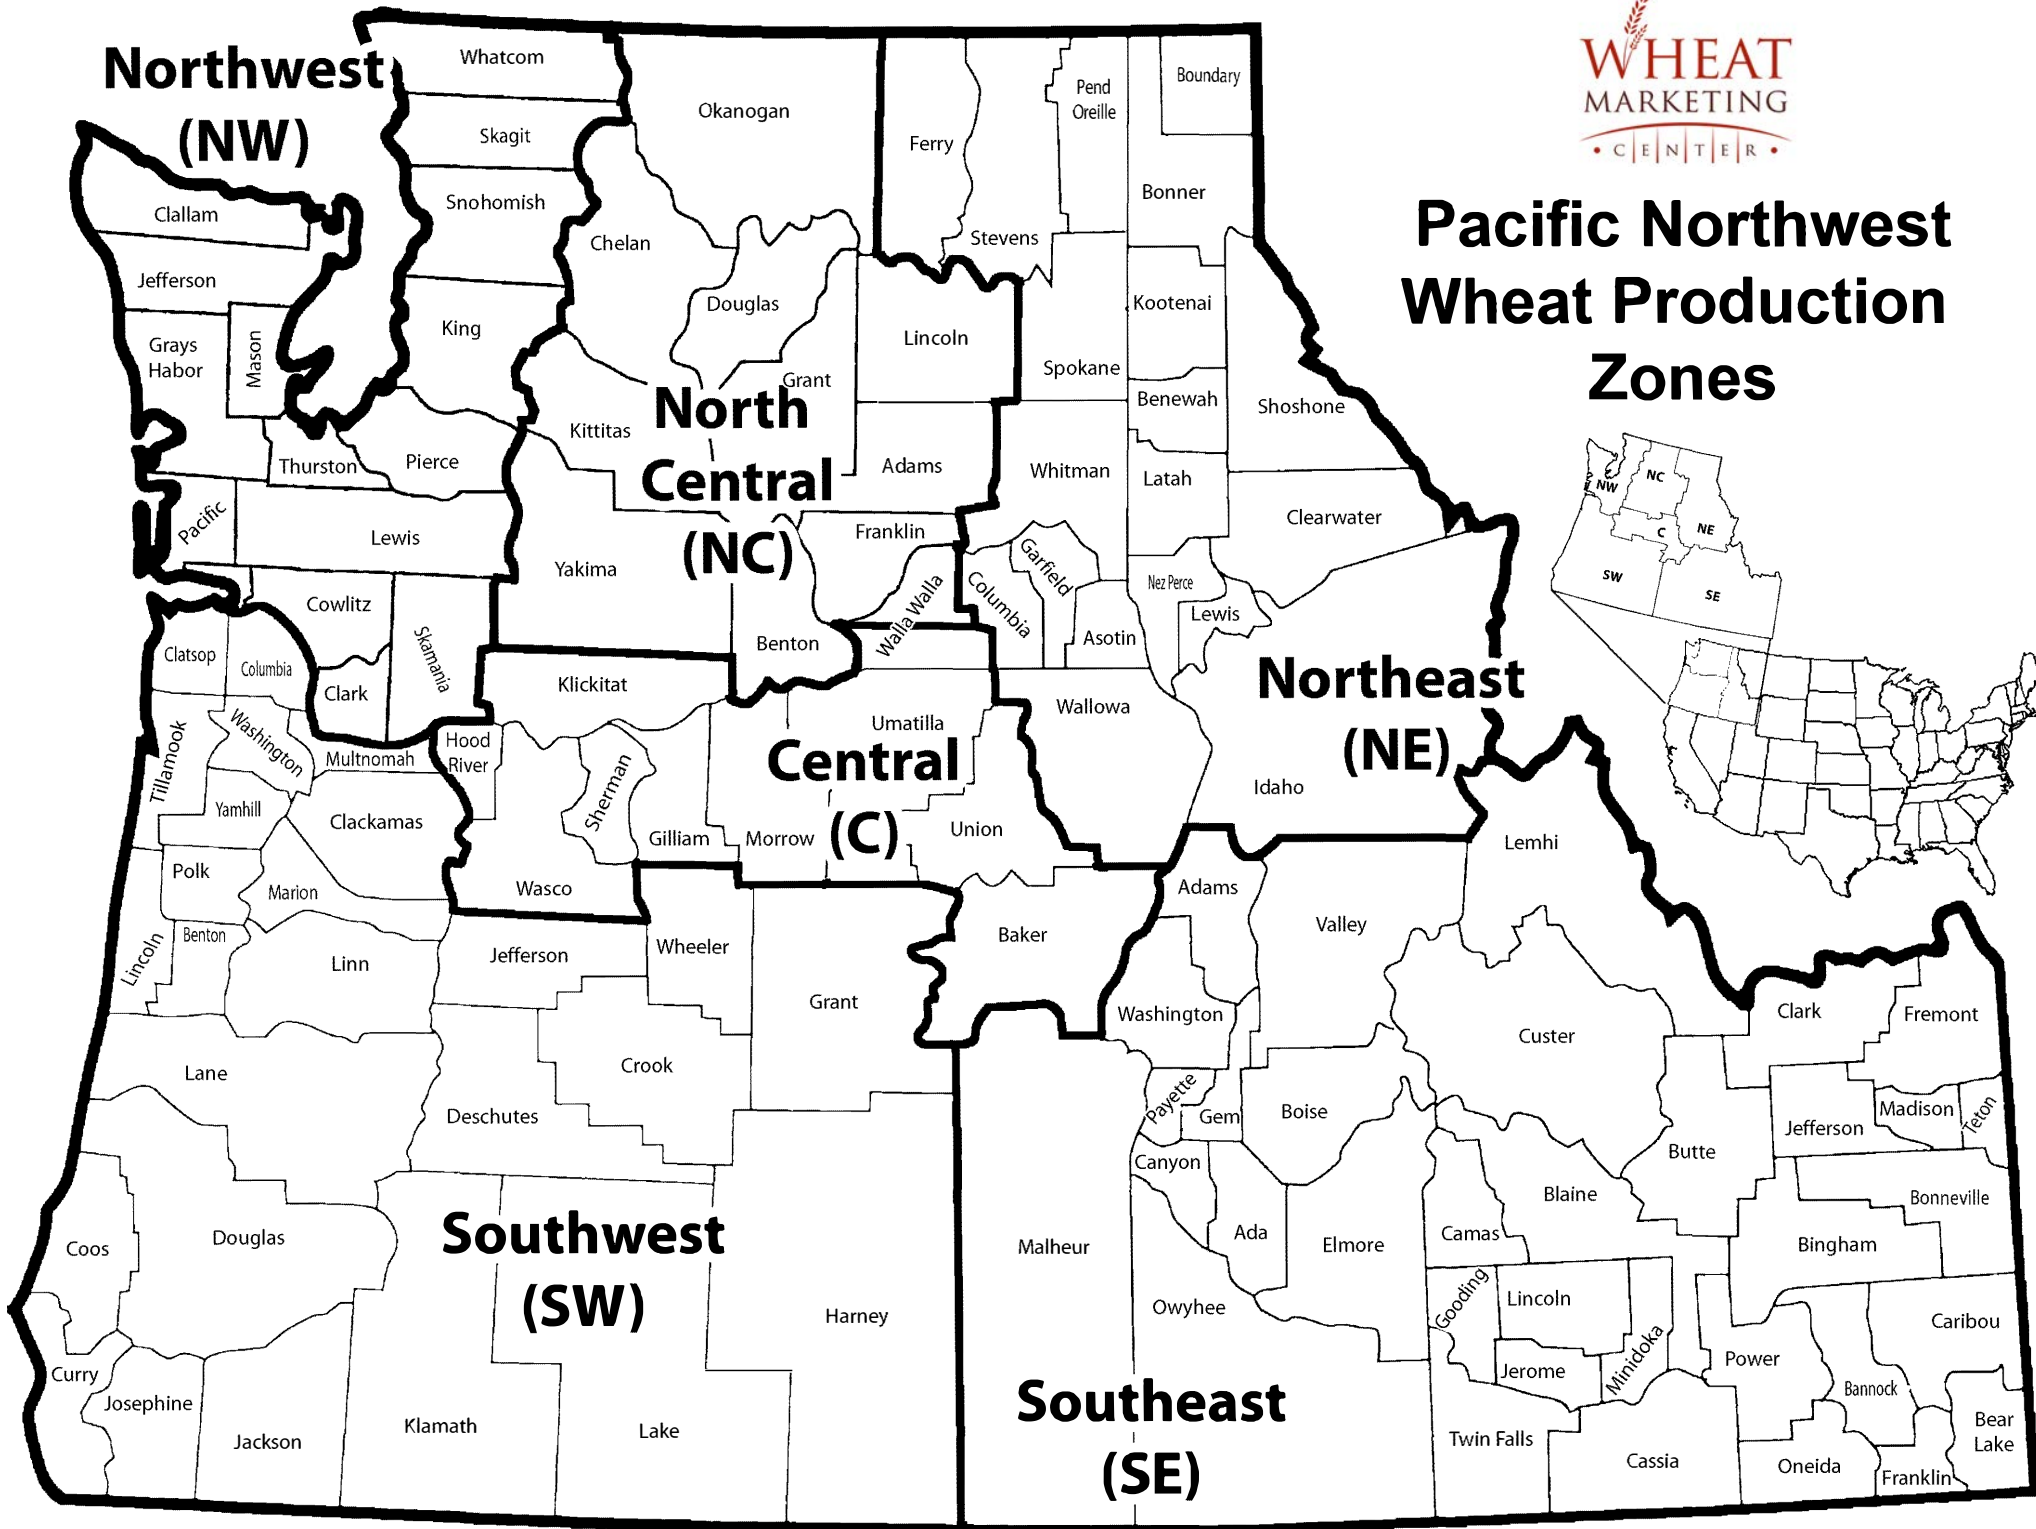 WHEAT
MARKETING
• C|E|N|T|E|R •
Pacific Northwest
Wheat Production
Zones
Northwest
(NW)
Whatcom
Skagit
Snohomish
King
Clallam
Jefferson
Grays
Habor
Mason
Thurston
Pierce
Pacific
Lewis
Cowlitz
Skamania
Clark
Okanogan
Chelan
Douglas
Grant
Lincoln
Kittitas
North
Central
(NC)
Adams
Franklin
Yakima
Benton
Walla Walla
Ferry
Stevens
Pend
Oreille
Boundary
Bonner
Kootenai
Spokane
Benewah
Shoshone
Whitman
Latah
Clearwater
Garfield
Columbia
Asotin
Nez Perce
Lewis
Wallowa
Northeast
(NE)
Idaho
Baker
Klickitat
Hood
River
Sherman
Wasco
Gilliam
Morrow
Umatilla
Central
(C)
Union
Clatsop
Columbia
Tillamook
Washington
Multnomah
Yamhill
Clackamas
Polk
Marion
Lincoln
Benton
Linn
Jefferson
Wheeler
Grant
Crook
Deschutes
Lane
Coos
Douglas
Southwest
(SW)
Harney
Curry
Josephine
Jackson
Klamath
Lake
Malheur
Southeast
(SE)
Adams
Valley
Lemhi
Washington
Custer
Clark
Fremont
Payette
Gem
Boise
Butte
Jefferson
Madison
Teton
Canyon
Ada
Elmore
Camas
Blaine
Bonneville
Bingham
Owyhee
Gooding
Lincoln
Jerome
Minidoka
Power
Bannock
Caribou
Twin Falls
Cassia
Oneida
Franklin
Bear
Lake
NW
NC
C
NE
SW
SE